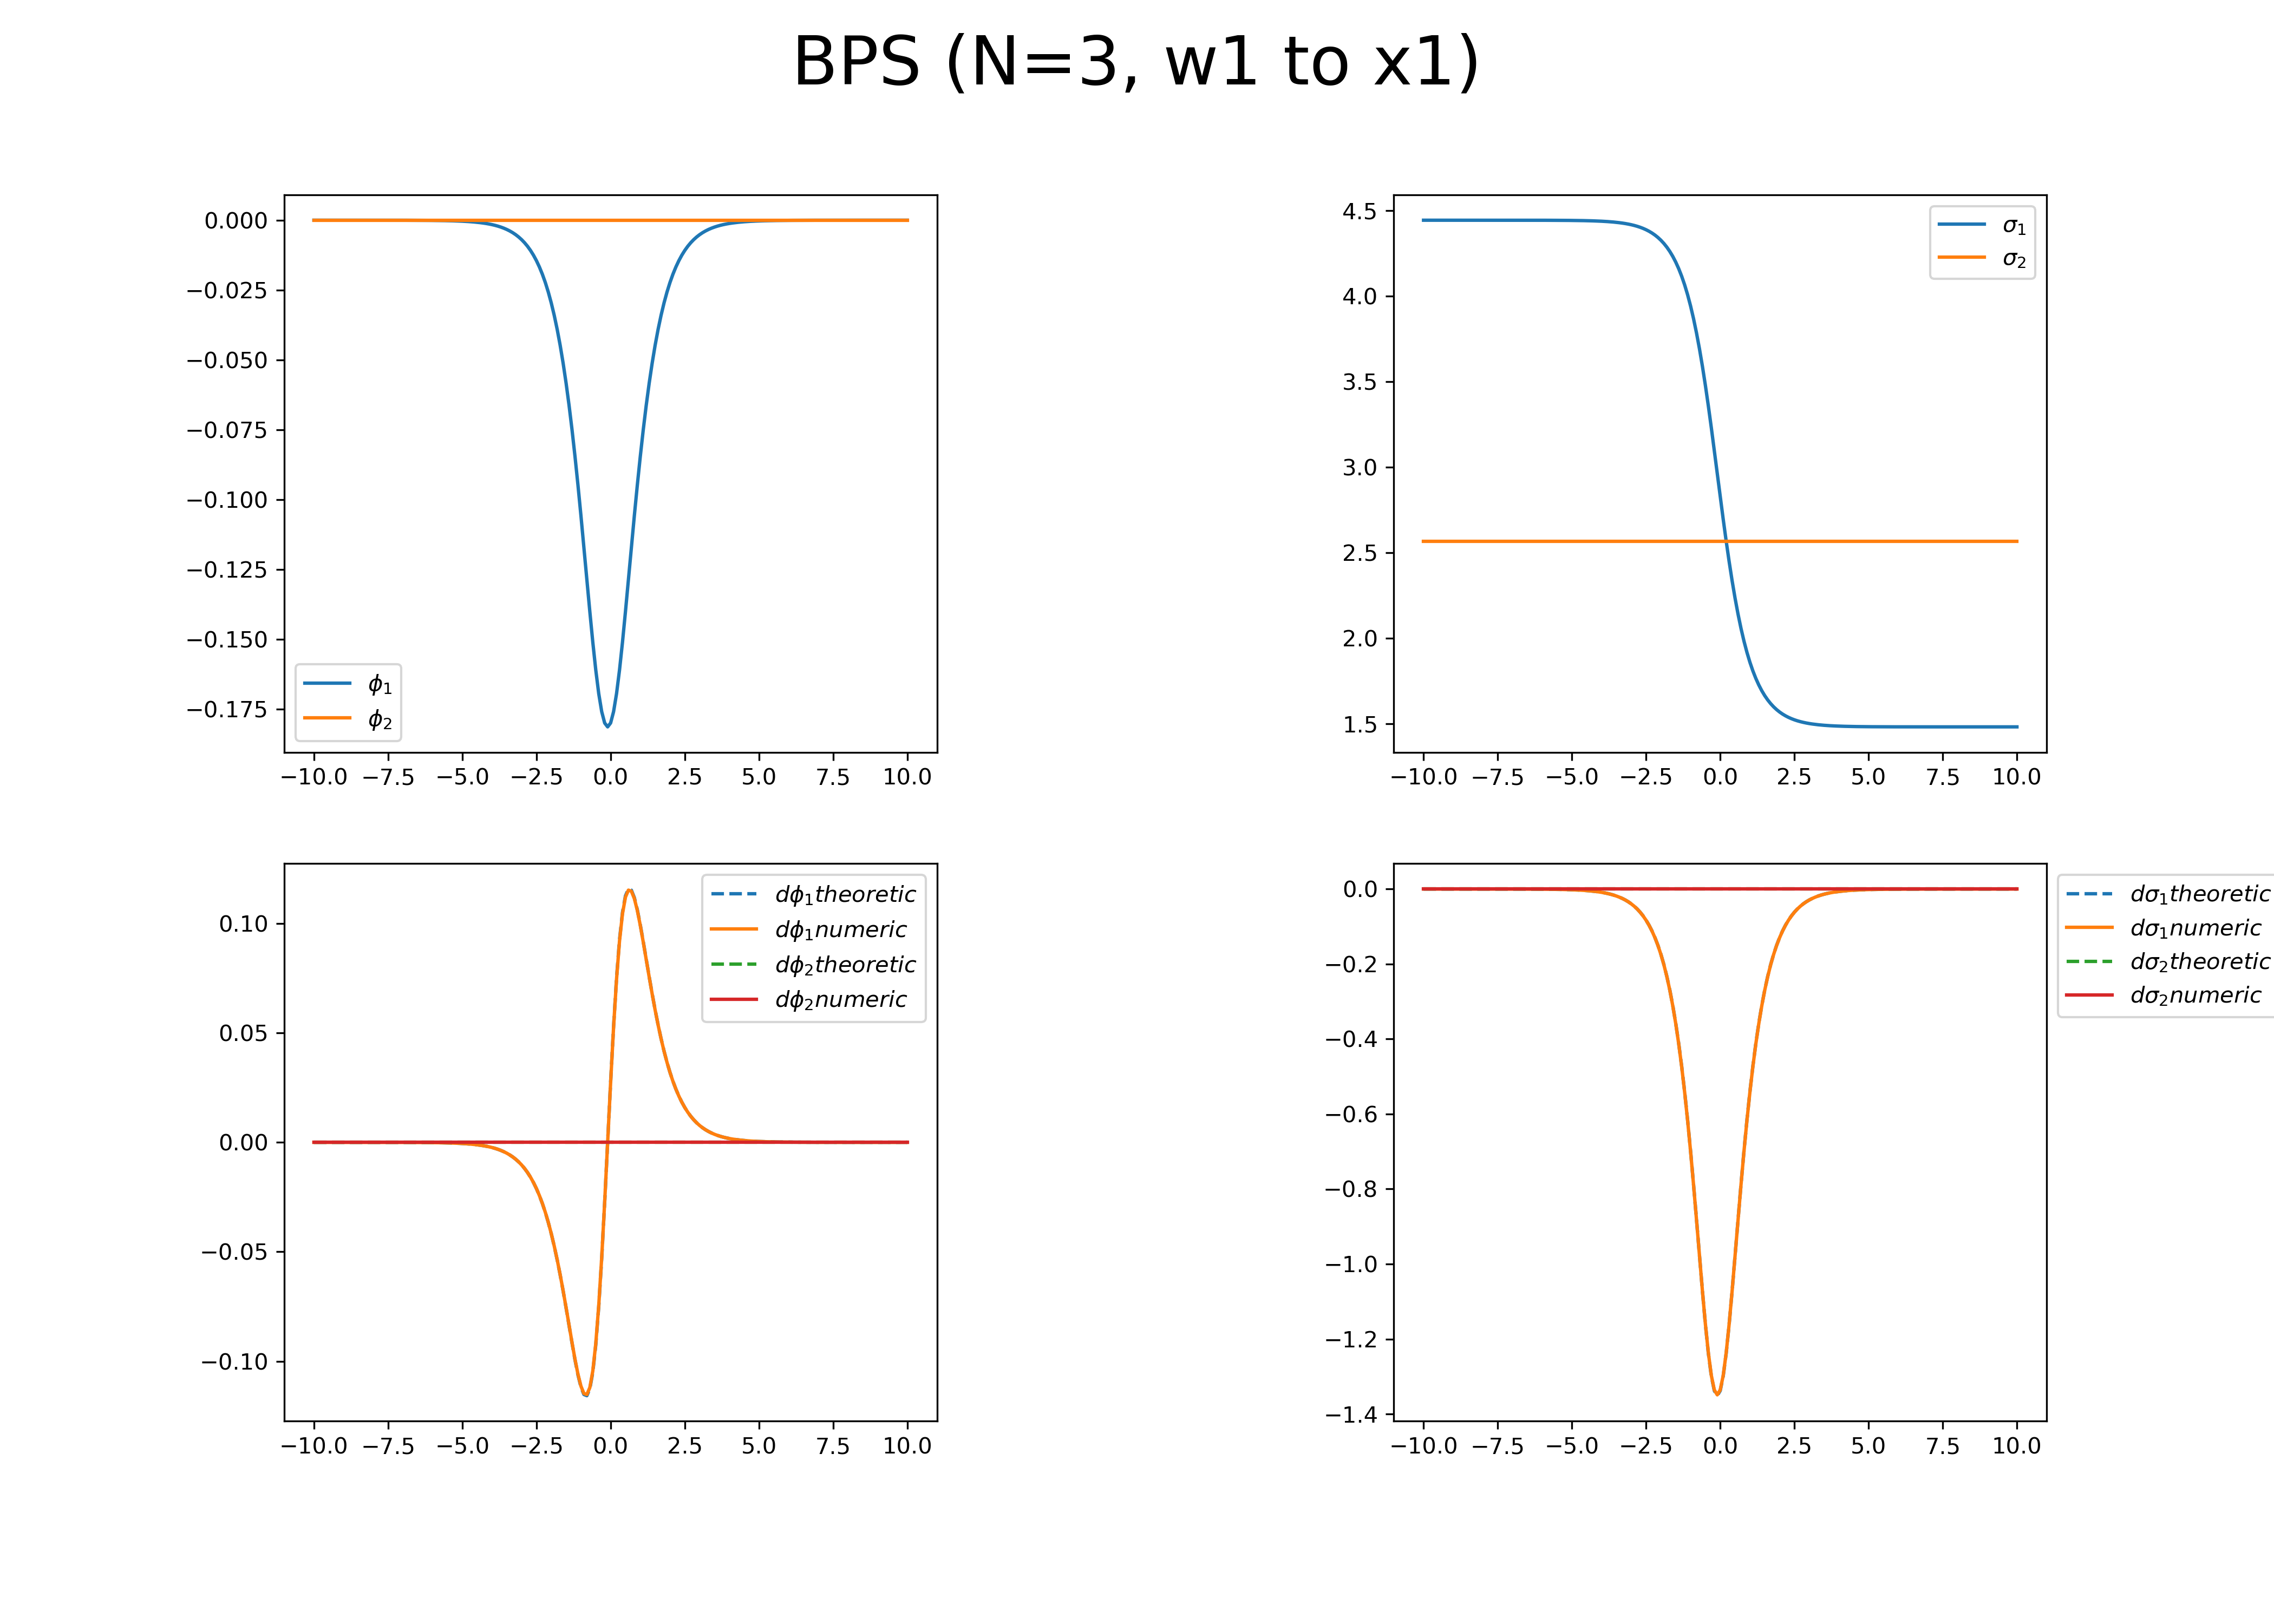 BPS (N=3, w1 to x1)
0.000
−0.025
−0.050
−0.075
−0.100
−0.125
−0.150
−0.175
ϕ₁
ϕ₂
−10.0 −7.5 −5.0 −2.5 0.0 2.5 5.0 7.5 10.0
4.5
4.0
3.5
3.0
2.5
2.0
1.5
σ₁
σ₂
−10.0 −7.5 −5.0 −2.5 0.0 2.5 5.0 7.5 10.0
0.10
0.05
0.00
−0.05
−0.10
dϕ₁theoretic
dϕ₁numeric
dϕ₂theoretic
dϕ₂numeric
−10.0 −7.5 −5.0 −2.5 0.0 2.5 5.0 7.5 10.0
0.0
−0.2
−0.4
−0.6
−0.8
−1.0
−1.2
−1.4
dσ₁theoretic
dσ₁numeric
dσ₂theoretic
dσ₂numeric
−10.0 −7.5 −5.0 −2.5 0.0 2.5 5.0 7.5 10.0